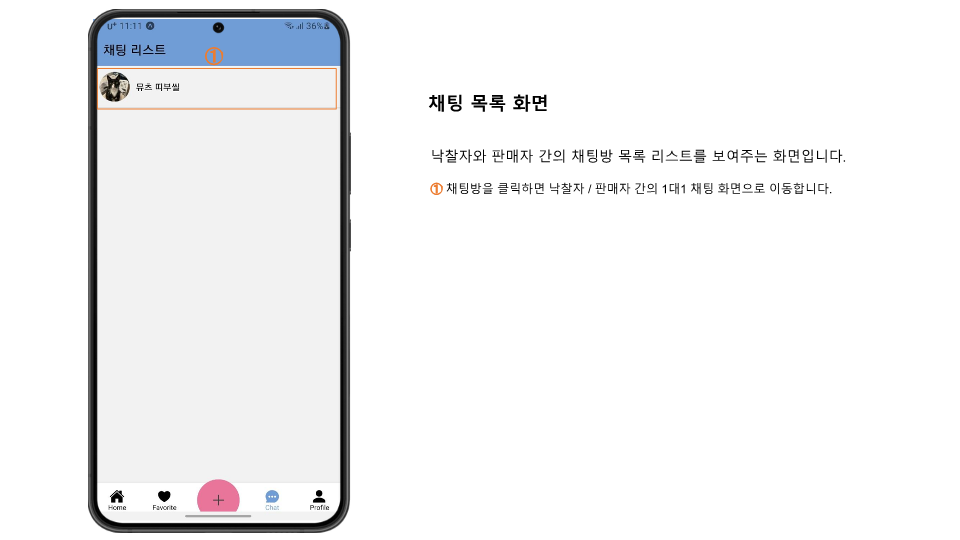 U+ 11:11
36%
채팅 리스트
①
뮤츠 띠부씰
Home
Favorite
+
Chat
Profile
채팅 목록 화면
낙찰자와 판매자 간의 채팅방 목록 리스트를 보여주는 화면입니다.
① 채팅방을 클릭하면 낙찰자 / 판매자 간의 1대1 채팅 화면으로 이동합니다.